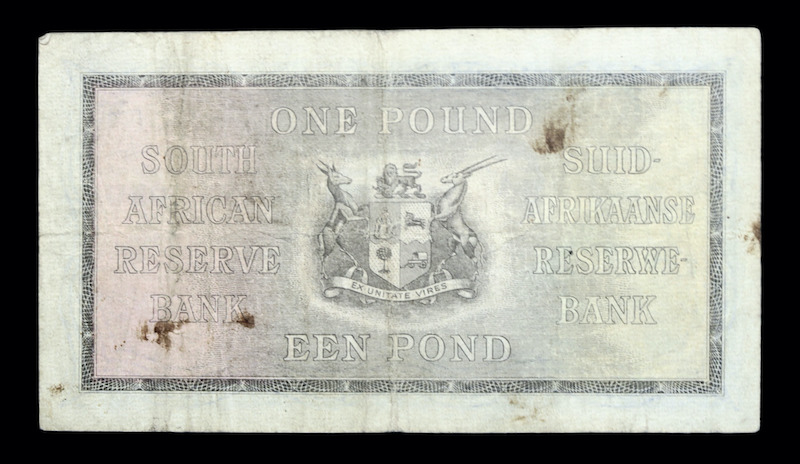 ONE POUND
SOUTH
AFRICAN
RESERVE
BANK
SUID-
AFRIKAANSE
RESERWE-
BANK
EX UNITATE VIRES
EEN POND